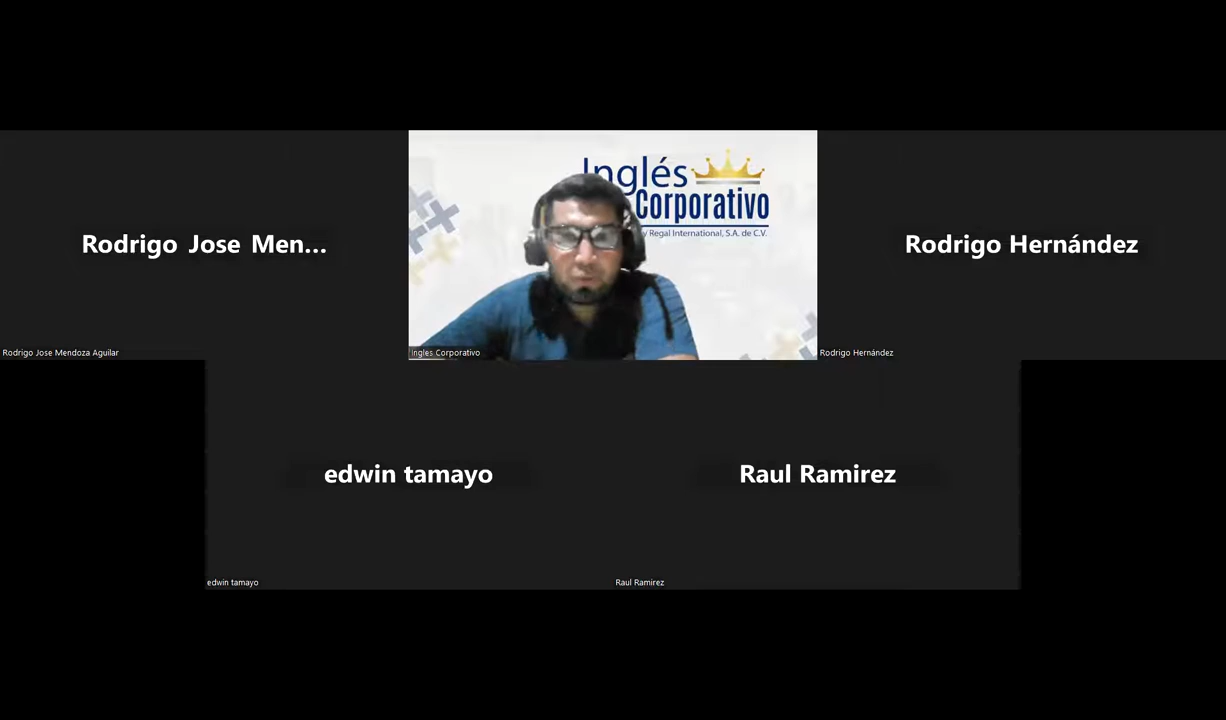 Rodrigo Jose Men...
Rodrigo Jose Mendoza Aguilar
Inglés
Corporativo
y Regal International, S.A. de C.V.
Ingles Corporativo
Rodrigo Hernández
Rodrigo Hernández
edwin tamayo
edwin tamayo
Raul Ramirez
Raul Ramirez